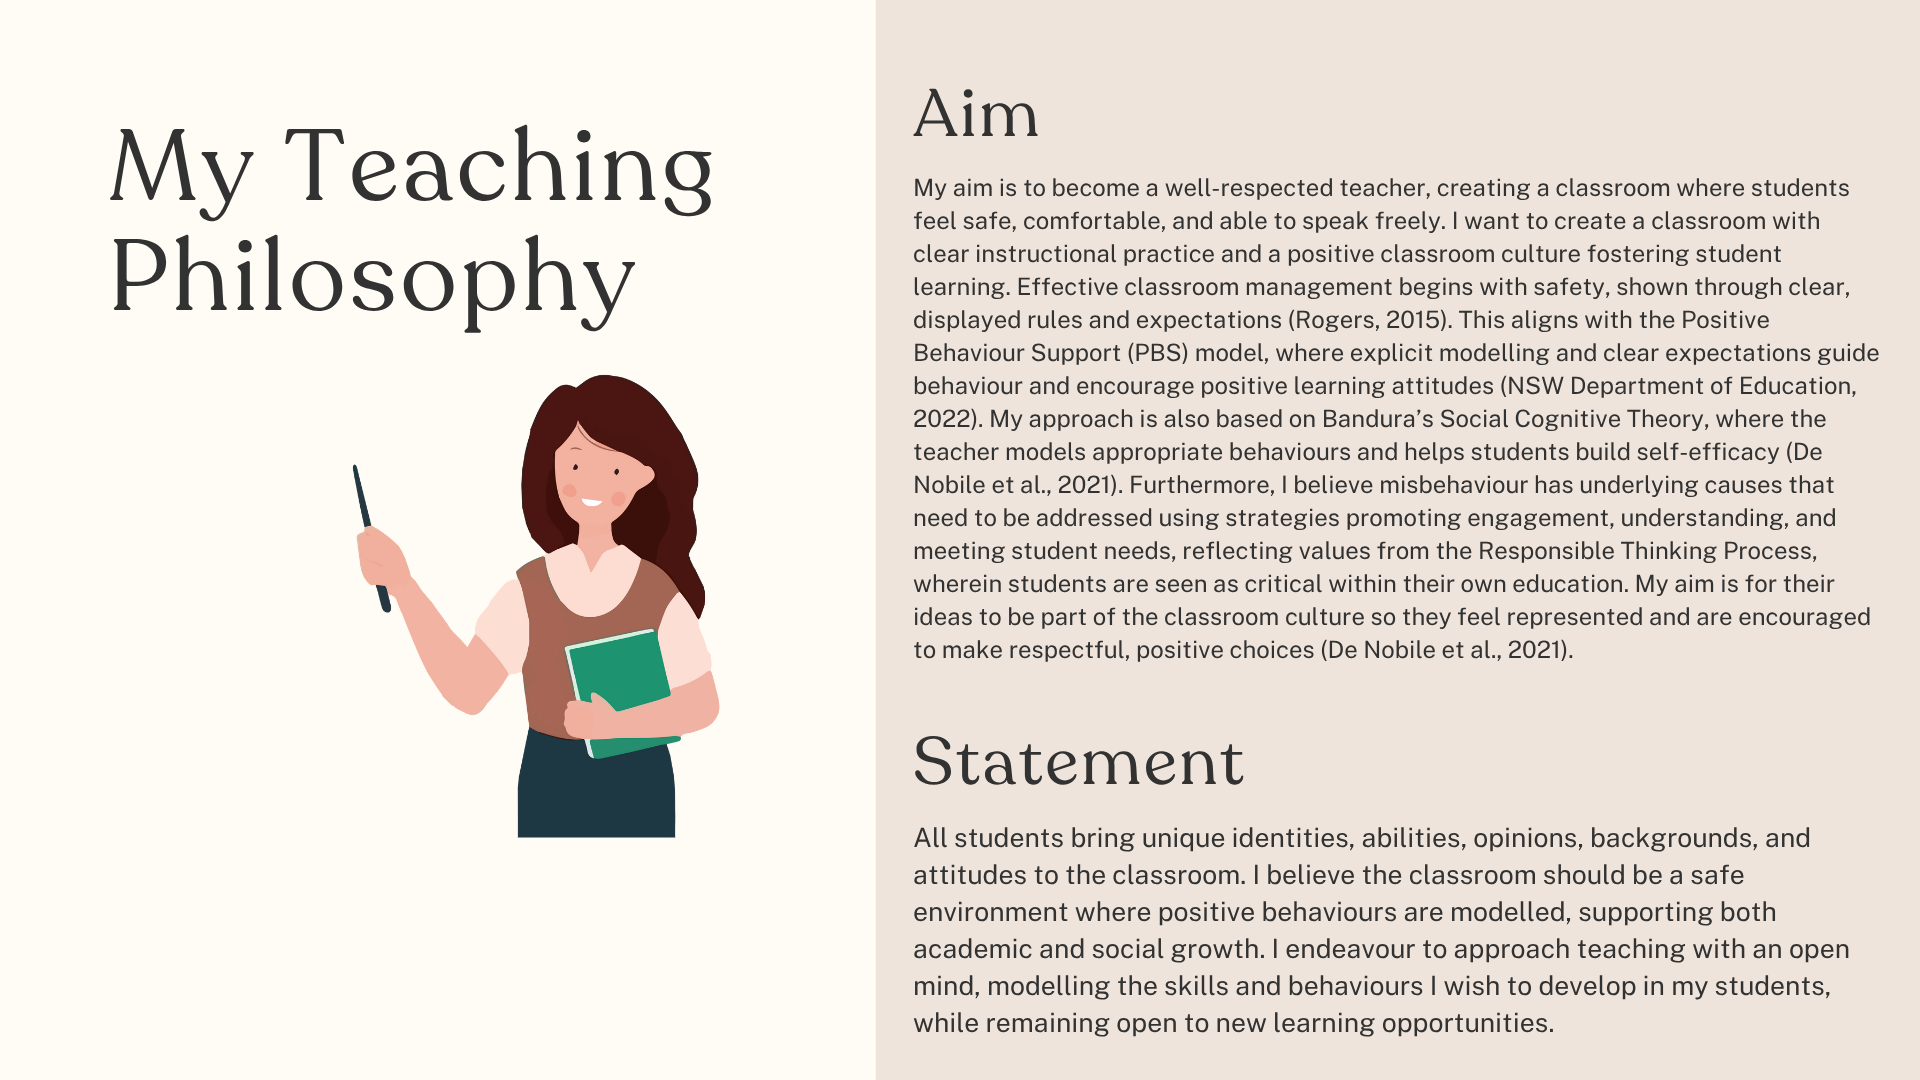 My Teaching
Philosophy
Aim
My aim is to become a well-respected teacher, creating a classroom where students
feel safe, comfortable, and able to speak freely. I want to create a classroom with
clear instructional practice and a positive classroom culture fostering student
learning. Effective classroom management begins with safety, shown through clear,
displayed rules and expectations (Rogers, 2015). This aligns with the Positive
Behaviour Support (PBS) model, where explicit modelling and clear expectations guide
behaviour and encourage positive learning attitudes (NSW Department of Education,
2022). My approach is also based on Bandura’s Social Cognitive Theory, where the
teacher models appropriate behaviours and helps students build self-efficacy (De
Nobile et al., 2021). Furthermore, I believe misbehaviour has underlying causes that
need to be addressed using strategies promoting engagement, understanding, and
meeting student needs, reflecting values from the Responsible Thinking Process,
wherein students are seen as critical within their own education. My aim is for their
ideas to be part of the classroom culture so they feel represented and are encouraged
to make respectful, positive choices (De Nobile et al., 2021).
Statement
All students bring unique identities, abilities, opinions, backgrounds, and
attitudes to the classroom. I believe the classroom should be a safe
environment where positive behaviours are modelled, supporting both
academic and social growth. I endeavour to approach teaching with an open
mind, modelling the skills and behaviours I wish to develop in my students,
while remaining open to new learning opportunities.